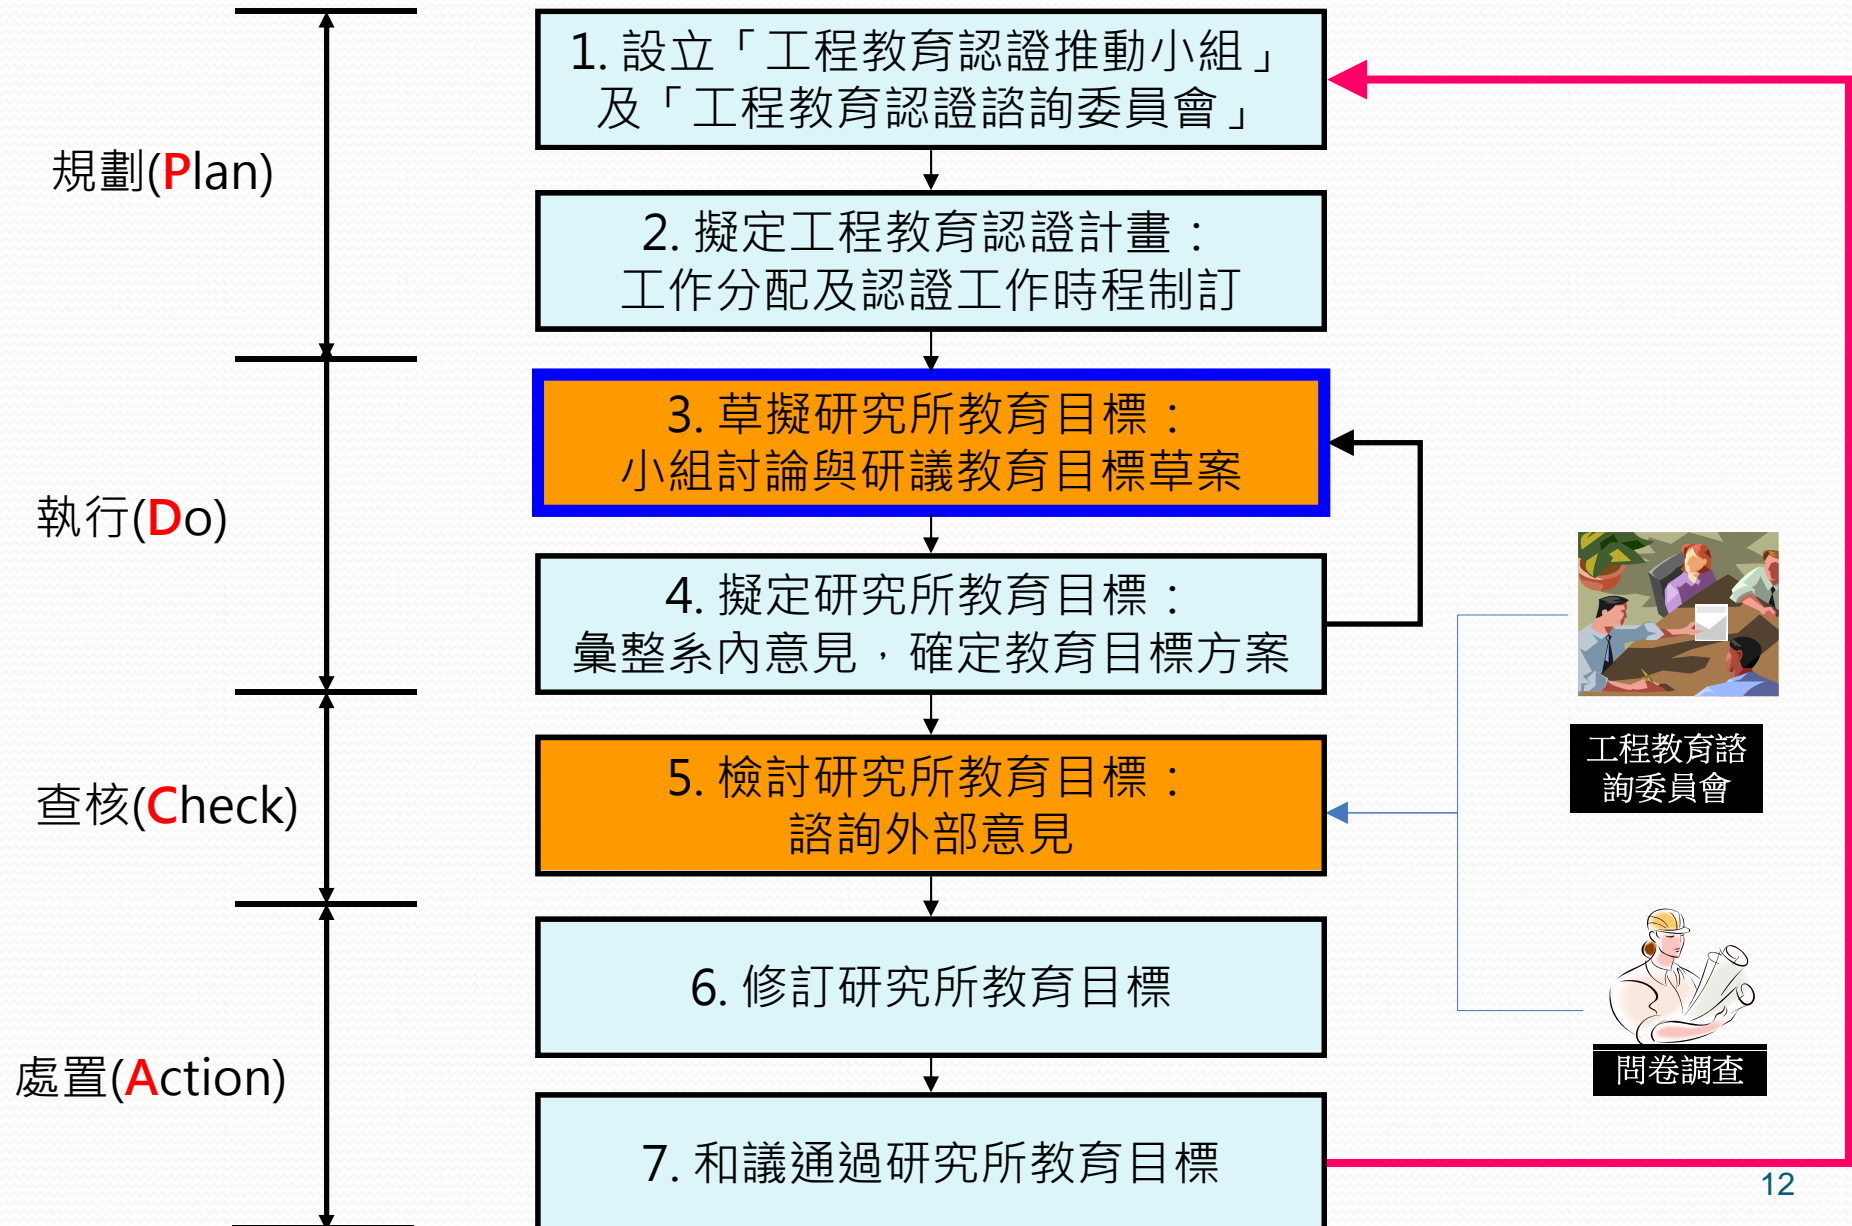 1. 設立「工程教育認證推動小組」
及「工程教育認證諮詢委員會」
規劃(Plan)
2. 擬定工程教育認證計畫：
工作分配及認證工作時程制訂
3. 草擬研究所教育目標：
小組討論與研議教育目標草案
執行(Do)
4. 擬定研究所教育目標：
彙整系內意見，確定教育目標方案
工程教育諮
詢委員會
5. 檢討研究所教育目標：
諮詢外部意見
查核(Check)
6. 修訂研究所教育目標
處置(Action)
問卷調查
7. 和議通過研究所教育目標
12